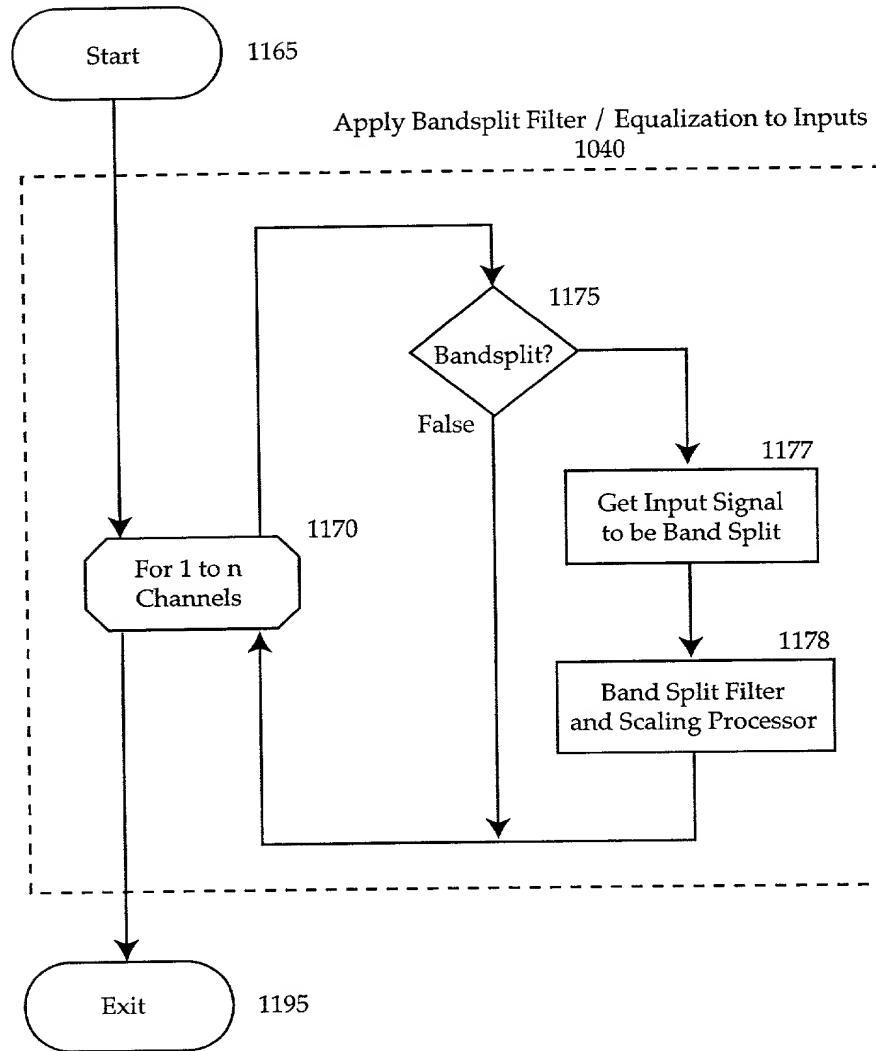 Start
1165
Apply Bandsplit Filter / Equalization to Inputs
1040
1175
Bandsplit?
False
1177
Get Input Signal
to be Band Split
1170
For 1 to n
Channels
1178
Band Split Filter
and Scaling Processor
Exit
1195